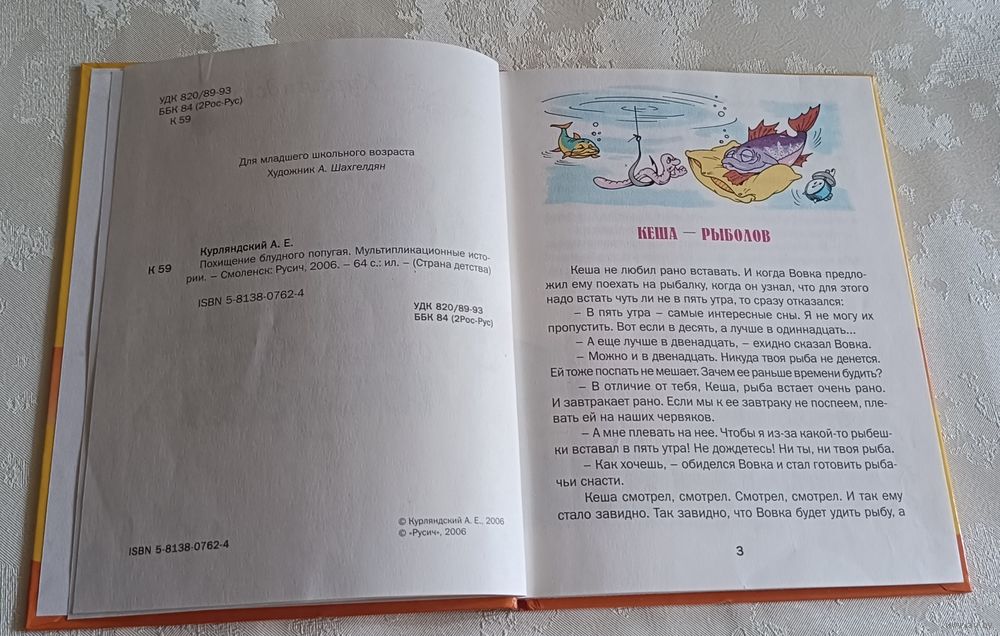 УДК 820/89-93
ББК 84 (2Рос-Рус)
К 59
Для младшего школьного возраста
Художник А. Шахгелдян
Курляндский А. Е.
К 59
Похищение блудного попугая. Мультипликационные исто-
рии. – Смоленск: Русич, 2006. – 64 с.: ил. – (Страна детства)
ISBN 5-8138-0762-4
УДК 820/89-93
ББК 84 (2Рос-Рус)
© Курляндский А. Е., 2006
© «Русич», 2006
ISBN 5-8138-0762-4
КЕША — РЫБОЛОВ
Кеша не любил рано вставать. И когда Вовка предло-
жил ему поехать на рыбалку, когда он узнал, что для этого
надо встать чуть ли не в пять утра, то сразу отказался:
– В пять утра – самые интересные сны. Я не могу их
пропустить. Вот если в десять, а лучше в одиннадцать...
– А еще лучше в двенадцать, – ехидно сказал Вовка.
– Можно и в двенадцать. Никуда твоя рыба не денется.
Ей тоже поспать не мешает. Зачем ее раньше времени будить?
– В отличие от тебя, Кеша, рыба встает очень рано.
И завтракает рано. Если мы к ее завтраку не поспеем, пле-
вать ей на наших червяков.
– А мне плевать на нее. Чтобы я из-за какой-то рыбеш-
ки вставал в пять утра! Не дождетесь! Ни ты, ни твоя рыба.
– Как хочешь, – обиделся Вовка и стал готовить рыба-
чьи снасти.
Кеша смотрел, смотрел. Смотрел, смотрел. И так ему
стало завидно. Так завидно, что Вовка будет удить рыбу, а
3